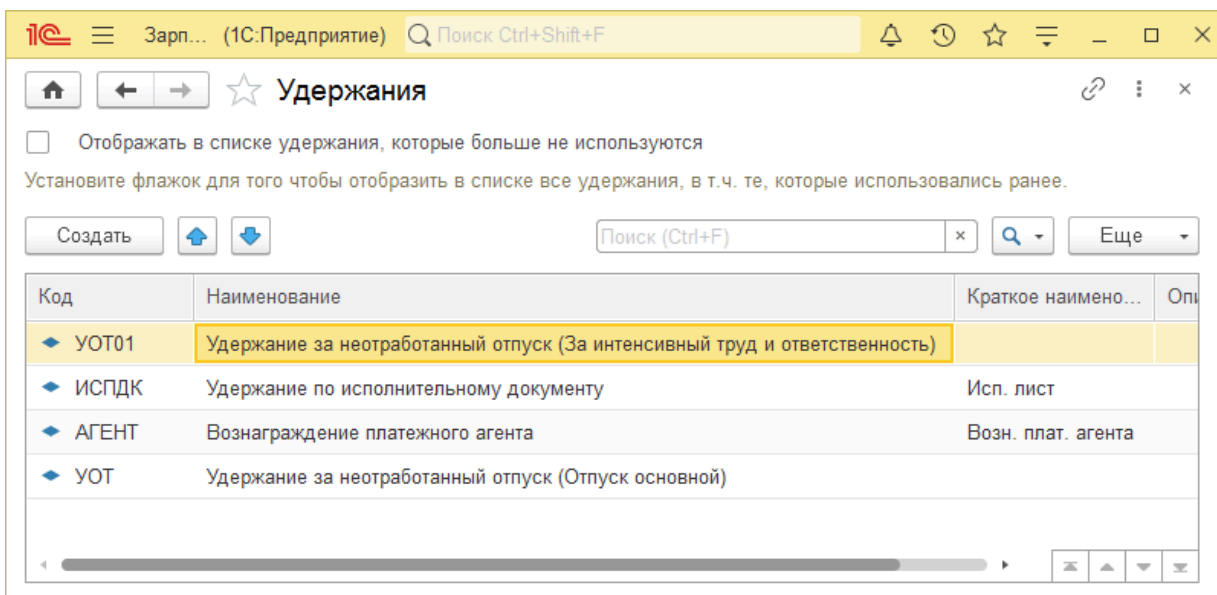 1С Зарп... (1С:Предприятие) Поиск Ctrl+Shift+F
Удержания
Отображать в списке удержания, которые больше не используются
Установите флажок для того чтобы отобразить в списке все удержания, в т.ч. те, которые использовались ранее.
Создать Поиск (Ctrl+F) × Еще
Код Наименование Краткое наимено... Опи
УОТ01 Удержание за неотработанный отпуск (За интенсивный труд и ответственность)
ИСПДК Удержание по исполнительному документу Исп. лист
АГЕНТ Вознаграждение платежного агента Возн. плат. агента
УОТ Удержание за неотработанный отпуск (Отпуск основной)